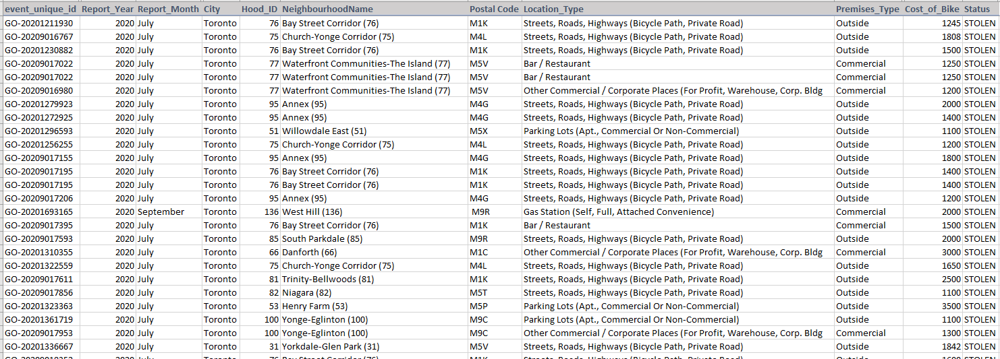 event_unique_id Report_Year Report_Month City Hood_ID NeighbourhoodName Postal Code Location_Type Premises_Type Cost_of_Bike Status
GO-20201211930 2020 July Toronto 76 Bay Street Corridor (76) M1K Streets, Roads, Highways (Bicycle Path, Private Road) Outside 1245 STOLEN
GO-20209016767 2020 July Toronto 75 Church-Yonge Corridor (75) M4L Streets, Roads, Highways (Bicycle Path, Private Road) Outside 1808 STOLEN
GO-20201230882 2020 July Toronto 76 Bay Street Corridor (76) M1K Streets, Roads, Highways (Bicycle Path, Private Road) Outside 1500 STOLEN
GO-20209017022 2020 July Toronto 77 Waterfront Communities-The Island (77) M5V Bar / Restaurant Commercial 1250 STOLEN
GO-20209017022 2020 July Toronto 77 Waterfront Communities-The Island (77) M5V Bar / Restaurant Commercial 1250 STOLEN
GO-20209016980 2020 July Toronto 77 Waterfront Communities-The Island (77) M5V Other Commercial / Corporate Places (For Profit, Warehouse, Corp. Bldg Commercial 1200 STOLEN
GO-20201279923 2020 July Toronto 95 Annex (95) M4G Streets, Roads, Highways (Bicycle Path, Private Road) Outside 2000 STOLEN
GO-20201272925 2020 July Toronto 95 Annex (95) M4G Streets, Roads, Highways (Bicycle Path, Private Road) Outside 1400 STOLEN
GO-20201296593 2020 July Toronto 51 Willowdale East (51) M5X Parking Lots (Apt., Commercial Or Non-Commercial) Outside 1100 STOLEN
GO-20201256255 2020 July Toronto 75 Church-Yonge Corridor (75) M4L Streets, Roads, Highways (Bicycle Path, Private Road) Outside 1200 STOLEN
GO-20209017155 2020 July Toronto 95 Annex (95) M4G Streets, Roads, Highways (Bicycle Path, Private Road) Outside 1800 STOLEN
GO-20209017195 2020 July Toronto 76 Bay Street Corridor (76) M1K Streets, Roads, Highways (Bicycle Path, Private Road) Outside 1400 STOLEN
GO-20209017195 2020 July Toronto 76 Bay Street Corridor (76) M1K Streets, Roads, Highways (Bicycle Path, Private Road) Outside 1400 STOLEN
GO-20209017206 2020 July Toronto 95 Annex (95) M4G Streets, Roads, Highways (Bicycle Path, Private Road) Outside 1200 STOLEN
GO-20201693165 2020 September Toronto 136 West Hill (136) M9R Gas Station (Self, Full, Attached Convenience) Commercial 2000 STOLEN
GO-20209017395 2020 July Toronto 76 Bay Street Corridor (76) M1K Bar / Restaurant Commercial 1500 STOLEN
GO-20209017593 2020 July Toronto 85 South Parkdale (85) M9R Streets, Roads, Highways (Bicycle Path, Private Road) Outside 2000 STOLEN
GO-20201310355 2020 July Toronto 66 Danforth (66) M1C Other Commercial / Corporate Places (For Profit, Warehouse, Corp. Bldg Commercial 3000 STOLEN
GO-20201322559 2020 July Toronto 75 Church-Yonge Corridor (75) M4L Streets, Roads, Highways (Bicycle Path, Private Road) Outside 1650 STOLEN
GO-20209017611 2020 July Toronto 81 Trinity-Bellwoods (81) M1K Streets, Roads, Highways (Bicycle Path, Private Road) Outside 2500 STOLEN
GO-20209017856 2020 July Toronto 82 Niagara (82) M5T Streets, Roads, Highways (Bicycle Path, Private Road) Outside 1100 STOLEN
GO-20201323363 2020 July Toronto 53 Henry Farm (53) M5P Parking Lots (Apt., Commercial Or Non-Commercial) Outside 3500 STOLEN
GO-20201361719 2020 July Toronto 100 Yonge-Eglinton (100) M9C Parking Lots (Apt., Commercial Or Non-Commercial) Outside 1100 STOLEN
GO-20209017953 2020 July Toronto 100 Yonge-Eglinton (100) M9C Other Commercial / Corporate Places (For Profit, Warehouse, Corp. Bldg Commercial 1300 STOLEN
GO-20201336667 2020 July Toronto 31 Yorkdale-Glen Park (31) M5V Streets, Roads, Highways (Bicycle Path, Private Road) Outside 1842 STOLEN